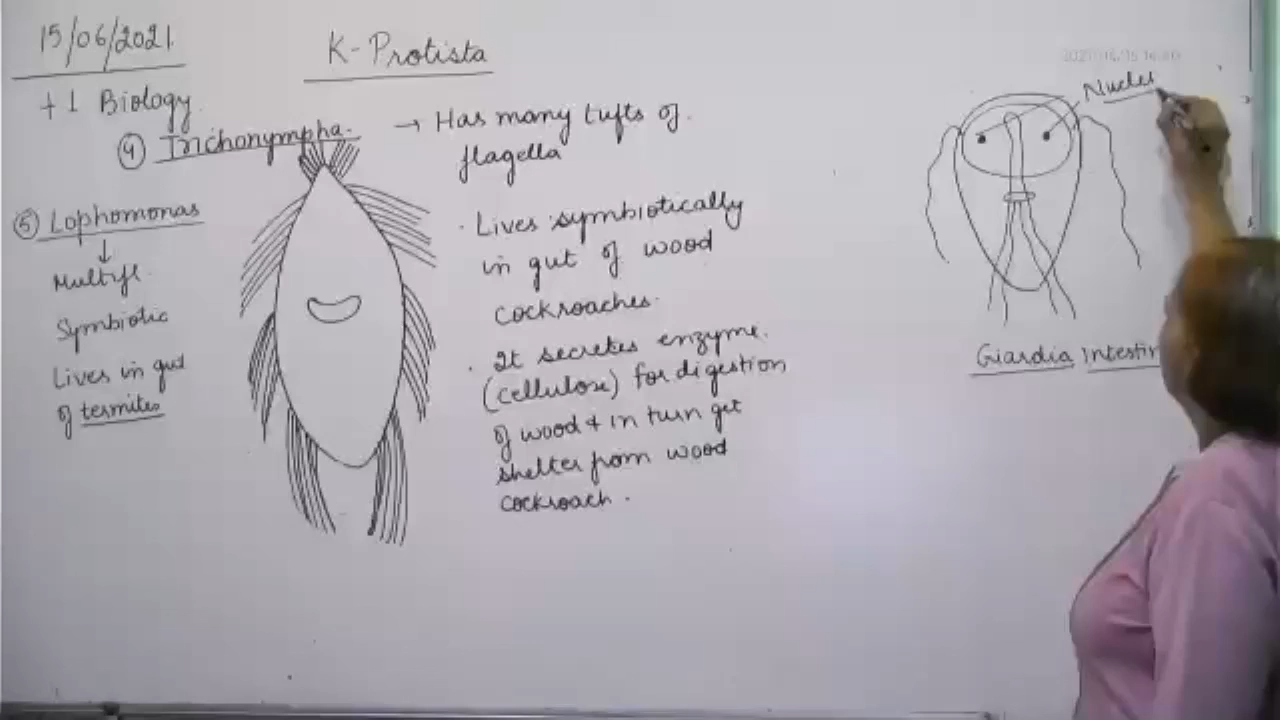 15/06/2021
K-Protista
+1 Biology
④ Trichonympha.
→ Has many tufts of
flagella
⑤ Lophomonas
↓
Multifl
Symbiotic
Lives in gut
of termites
. Lives symbiotically
in gut of wood
cockroaches.
. It secretes enzyme.
(cellulose) for digestion
of wood & in turn get
shelter from wood
cockroach.
Nucles
Giardia intestin